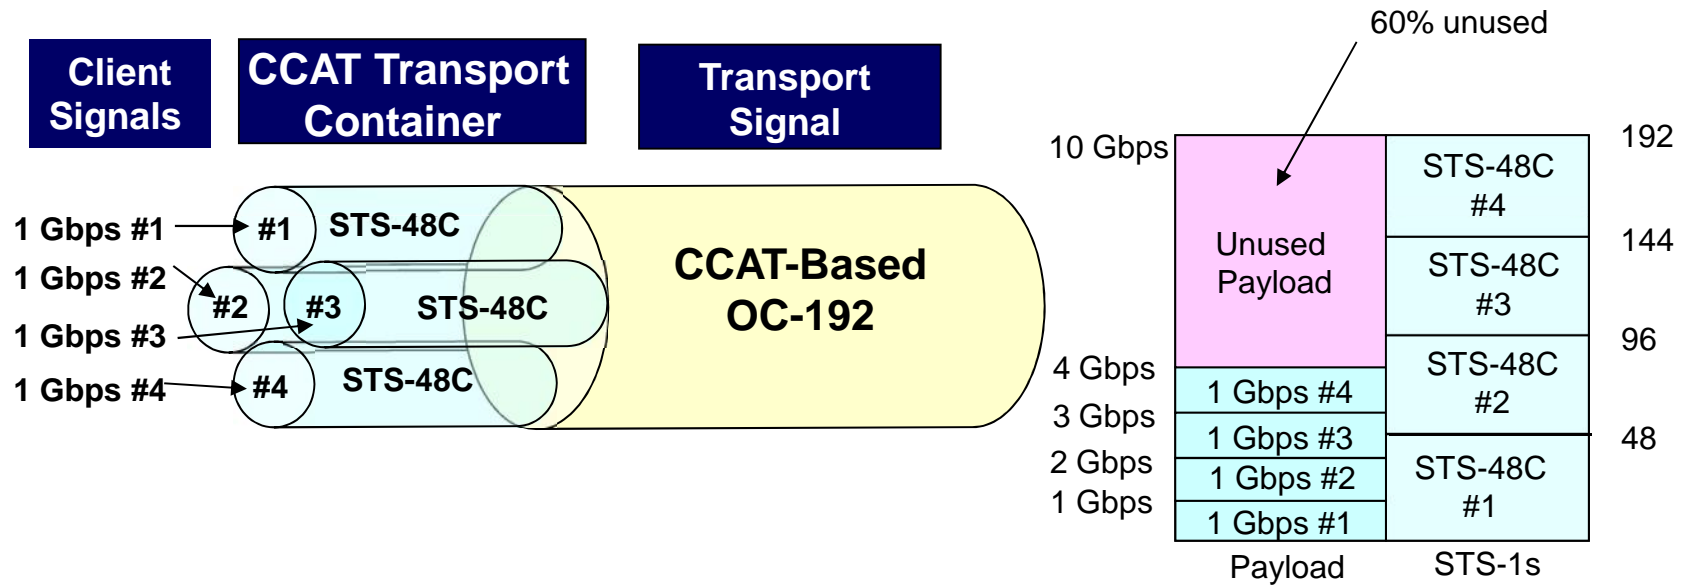 Client
Signals
CCAT Transport
Container
Transport
Signal
1 Gbps #1
1 Gbps #2
1 Gbps #3
1 Gbps #4
#1
STS-48C
#2
#3
STS-48C
#4
STS-48C
CCAT-Based
OC-192
60% unused
10 Gbps
4 Gbps
3 Gbps
2 Gbps
1 Gbps
Unused
Payload
1 Gbps #4
1 Gbps #3
1 Gbps #2
1 Gbps #1
Payload
STS-48C
#4
STS-48C
#3
STS-48C
#2
STS-48C
#1
STS-1s
192
144
96
48